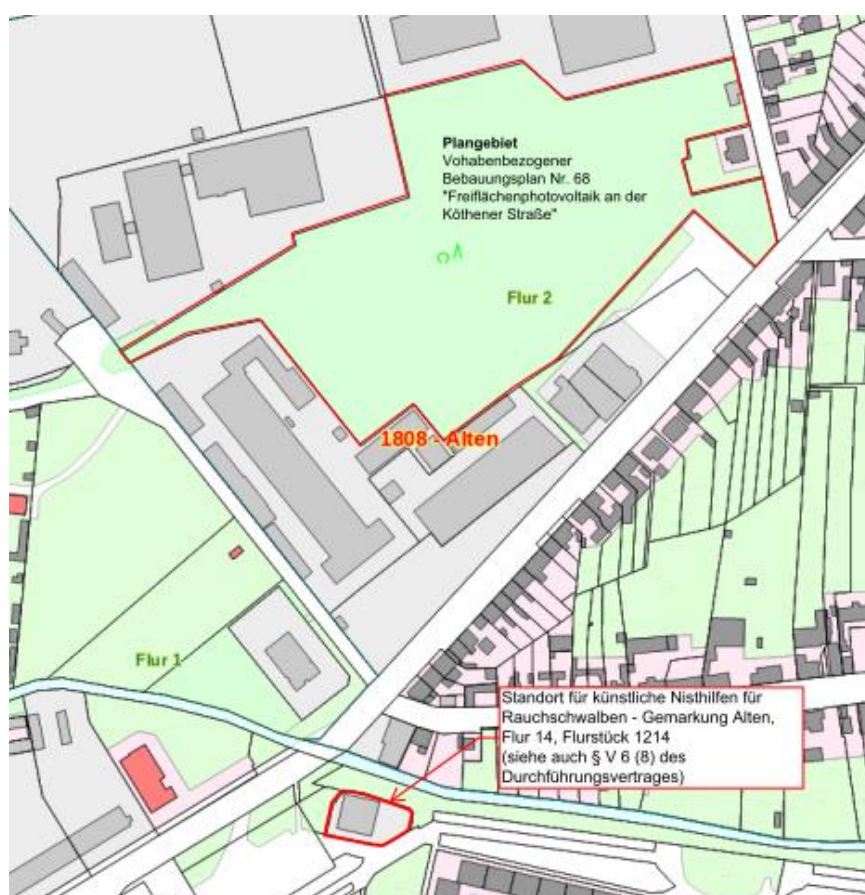 Plangebiet
Vohabenbezogener
Bebauungsplan Nr. 68
"Freiflächenphotovoltaik an der
Köthener Straße"
Flur 2
1808 - Alten
Flur 1
Standort für künstliche Nisthilfen für
Rauchschwalben - Gemarkung Alten,
Flur 14, Flurstück 1214
(siehe auch § V 6 (8) des
Durchführungsvertrages)